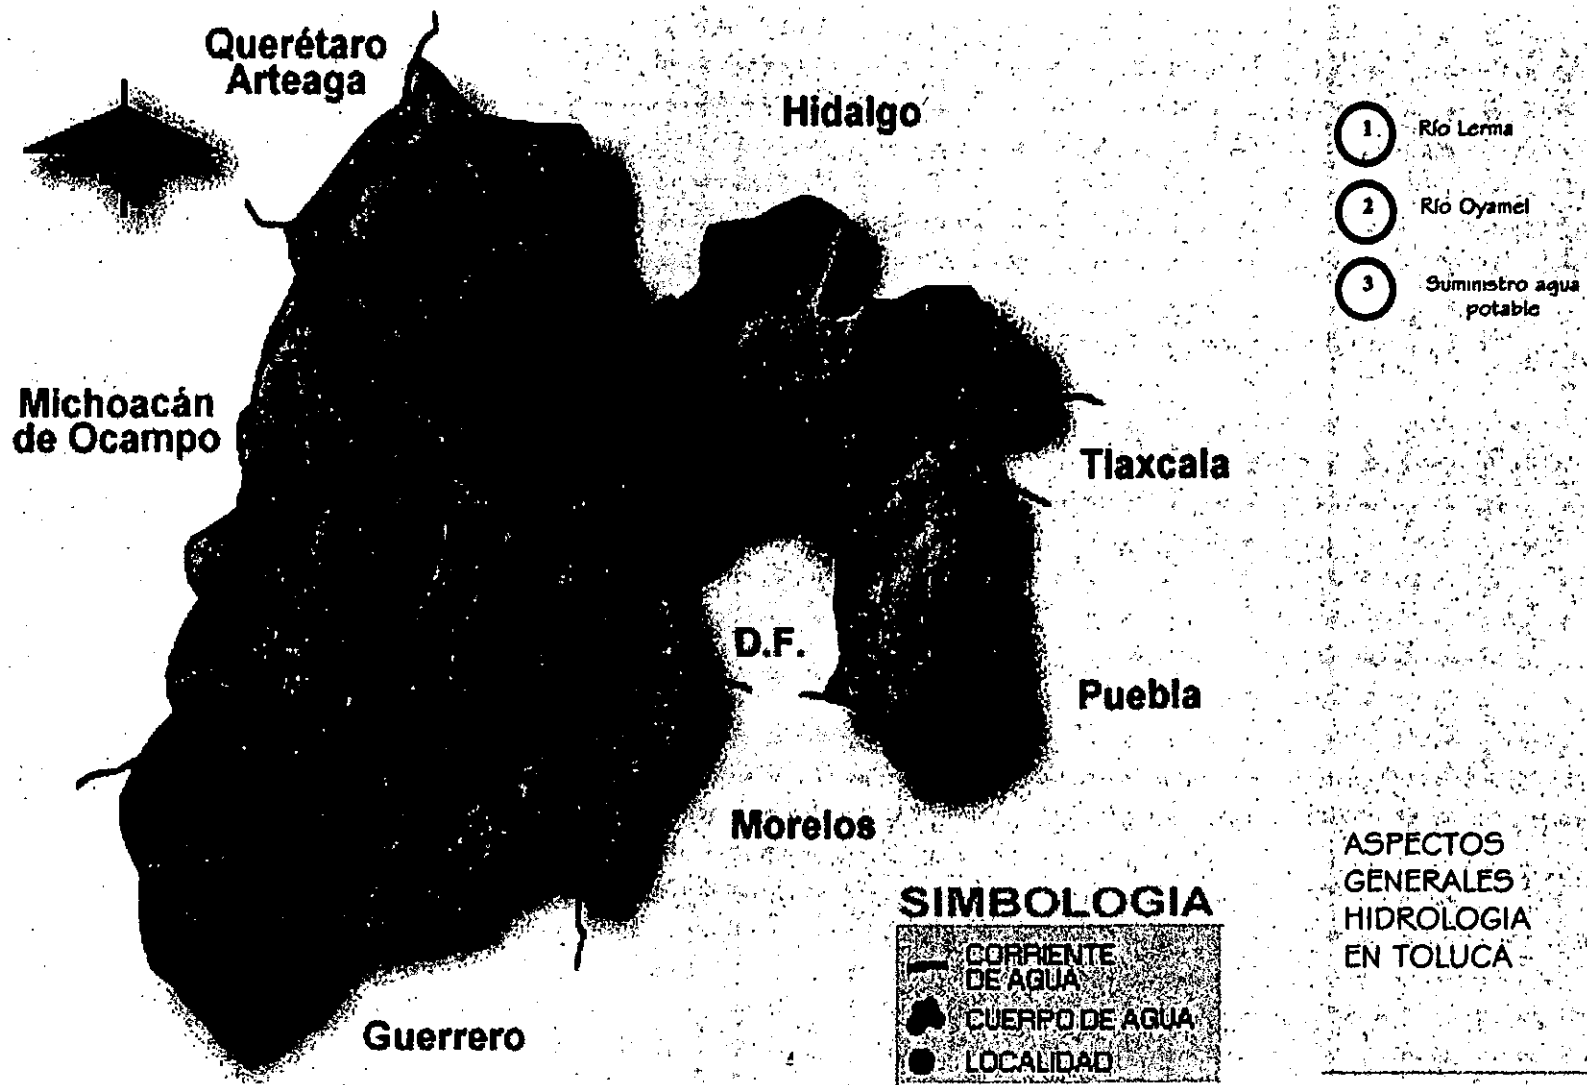 Querétaro
Arteaga
Hidalgo
Michoacán
de Ocampo
Tlaxcala
D.F.
Puebla
Morelos
Guerrero
SIMBOLOGIA
CORRIENTE
DE AGUA
CUERPO DE AGUA
LOCALIDAD
1
Río Lerma
2
Río Oyamel
3
Suministro agua
potable
ASPECTOS
GENERALES
HIDROLOGIA
EN TOLUCA